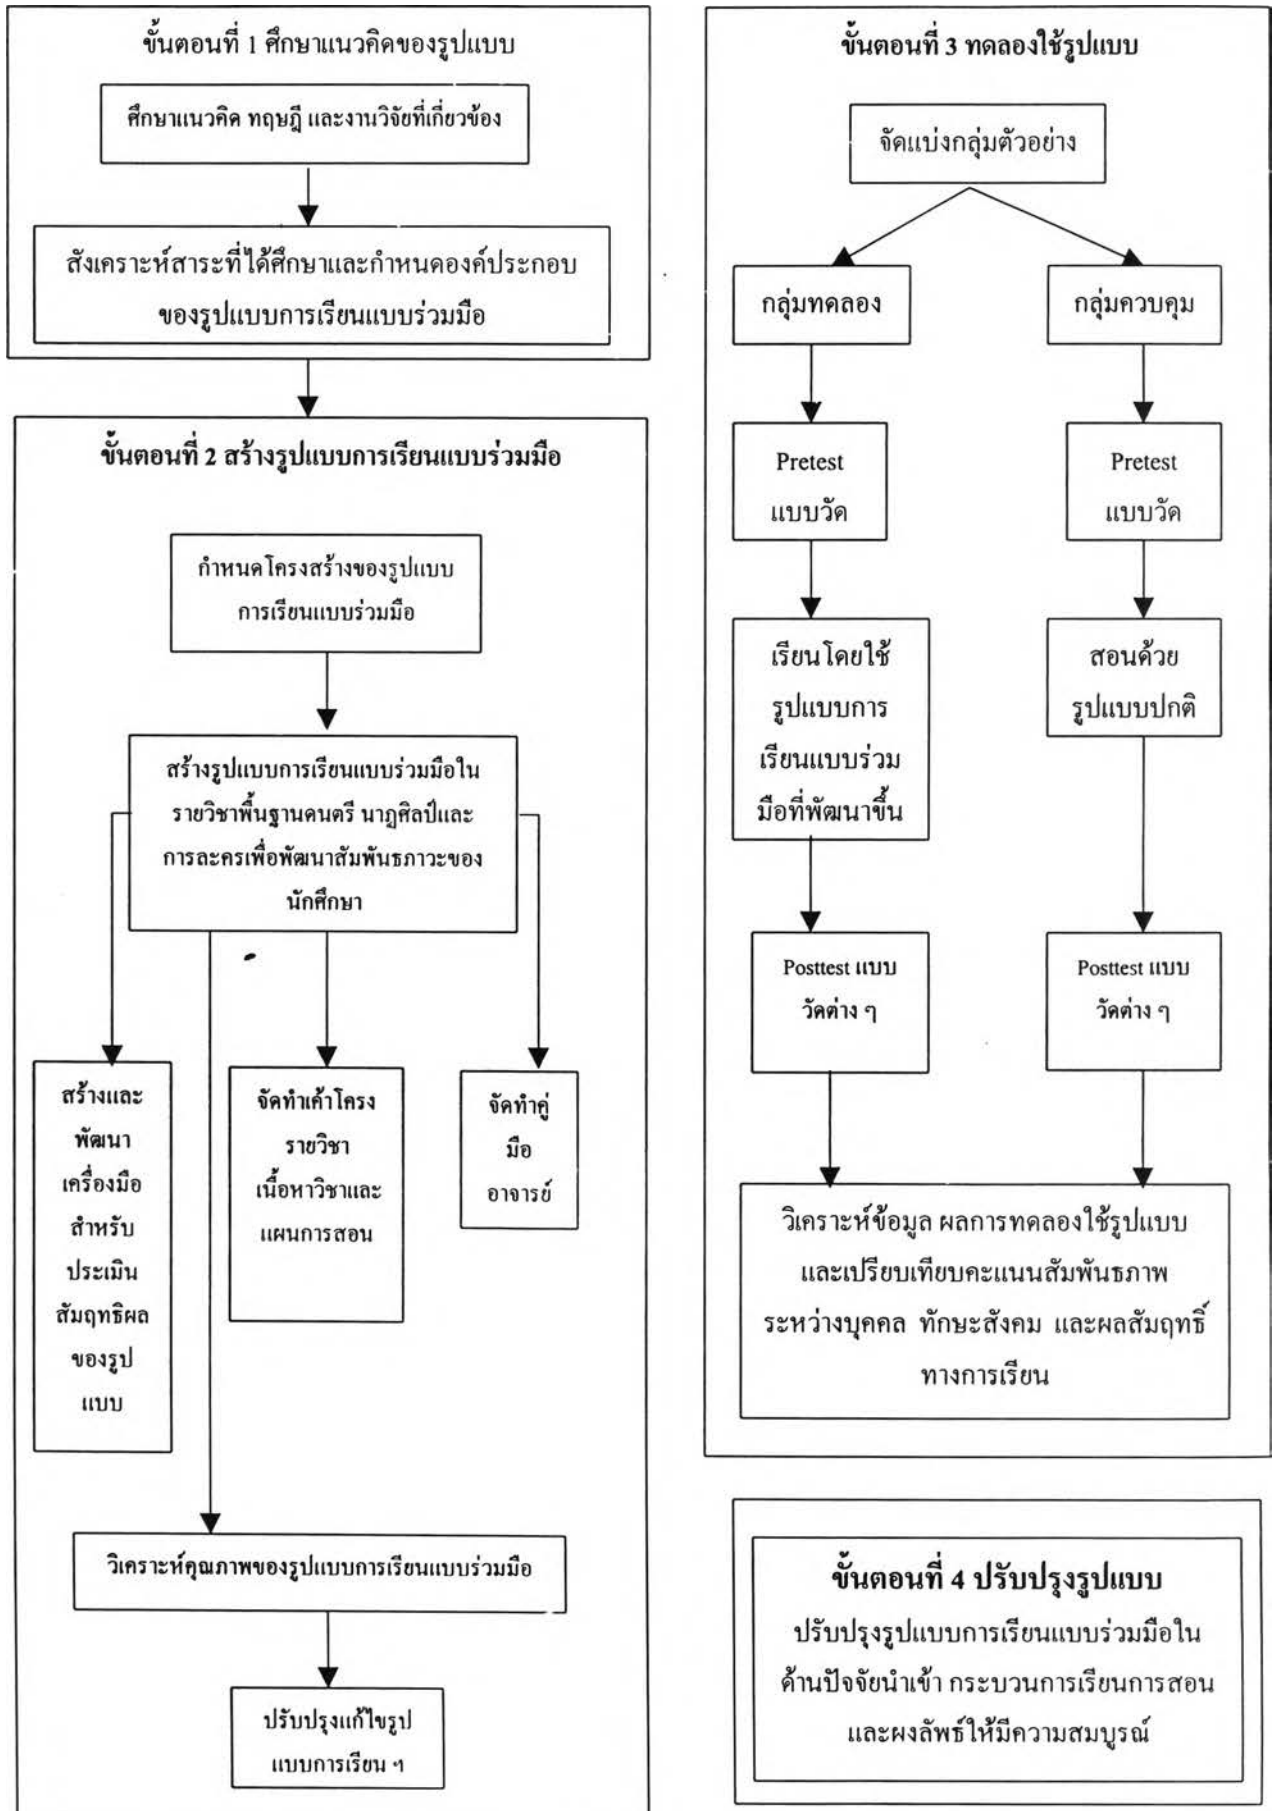 ขั้นตอนที่ 1 ศึกษาแนวคิดของรูปแบบ
ศึกษาแนวคิด ทฤษฎี และงานวิจัยที่เกี่ยวข้อง
สังเคราะห์สาระที่ได้ศึกษาและกำหนดองค์ประกอบ
ของรูปแบบการเรียนแบบร่วมมือ
ขั้นตอนที่ 2 สร้างรูปแบบการเรียนแบบร่วมมือ
กำหนดโครงสร้างของรูปแบบ
การเรียนแบบร่วมมือ
สร้างรูปแบบการเรียนแบบร่วมมือใน
รายวิชาพื้นฐานดนตรี นาฏศิลป์และ
การละครเพื่อพัฒนาสัมพันธภาวะของ
นักศึกษา
สร้างและ
พัฒนา
เครื่องมือ
สำหรับ
ประเมิน
สัมฤทธิผล
ของรูป
แบบ
จัดทำเค้าโครง
รายวิชา
เนื้อหาวิชาและ
แผนการสอน
จัดทำคู่
มือ
อาจารย์
วิเคราะห์คุณภาพของรูปแบบการเรียนแบบร่วมมือ
ปรับปรุงแก้ไขรูป
แบบการเรียน ฯ
ขั้นตอนที่ 3 ทดลองใช้รูปแบบ
จัดแบ่งกลุ่มตัวอย่าง
กลุ่มทดลอง
กลุ่มควบคุม
Pretest
แบบวัด
Pretest
แบบวัด
เรียนโดยใช้
รูปแบบการ
เรียนแบบร่วม
มือที่พัฒนาขึ้น
สอนด้วย
รูปแบบปกติ
Posttest แบบ
วัดต่าง ๆ
Posttest แบบ
วัดต่าง ๆ
วิเคราะห์ข้อมูล ผลการทดลองใช้รูปแบบ
และเปรียบเทียบคะแนนสัมพันธภาพ
ระหว่างบุคคล ทักษะสังคม และผลสัมฤทธิ์
ทางการเรียน
ขั้นตอนที่ 4 ปรับปรุงรูปแบบ
ปรับปรุงรูปแบบการเรียนแบบร่วมมือใน
ด้านปัจจัยนำเข้า กระบวนการเรียนการสอน
และผงลัพธ์ให้มีความสมบูรณ์